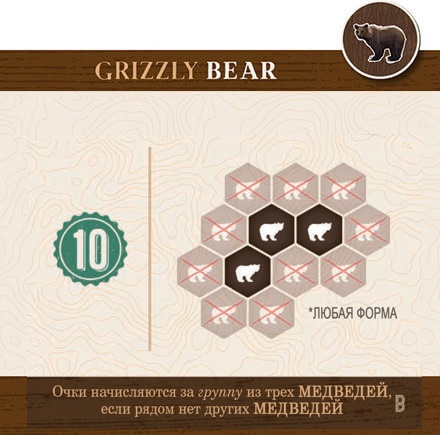 GRIZZLY BEAR
10
*ЛЮБАЯ ФОРМА
Очки начисляются за группу из трех МЕДВЕДЕЙ,
если рядом нет других МЕДВЕДЕЙ
B